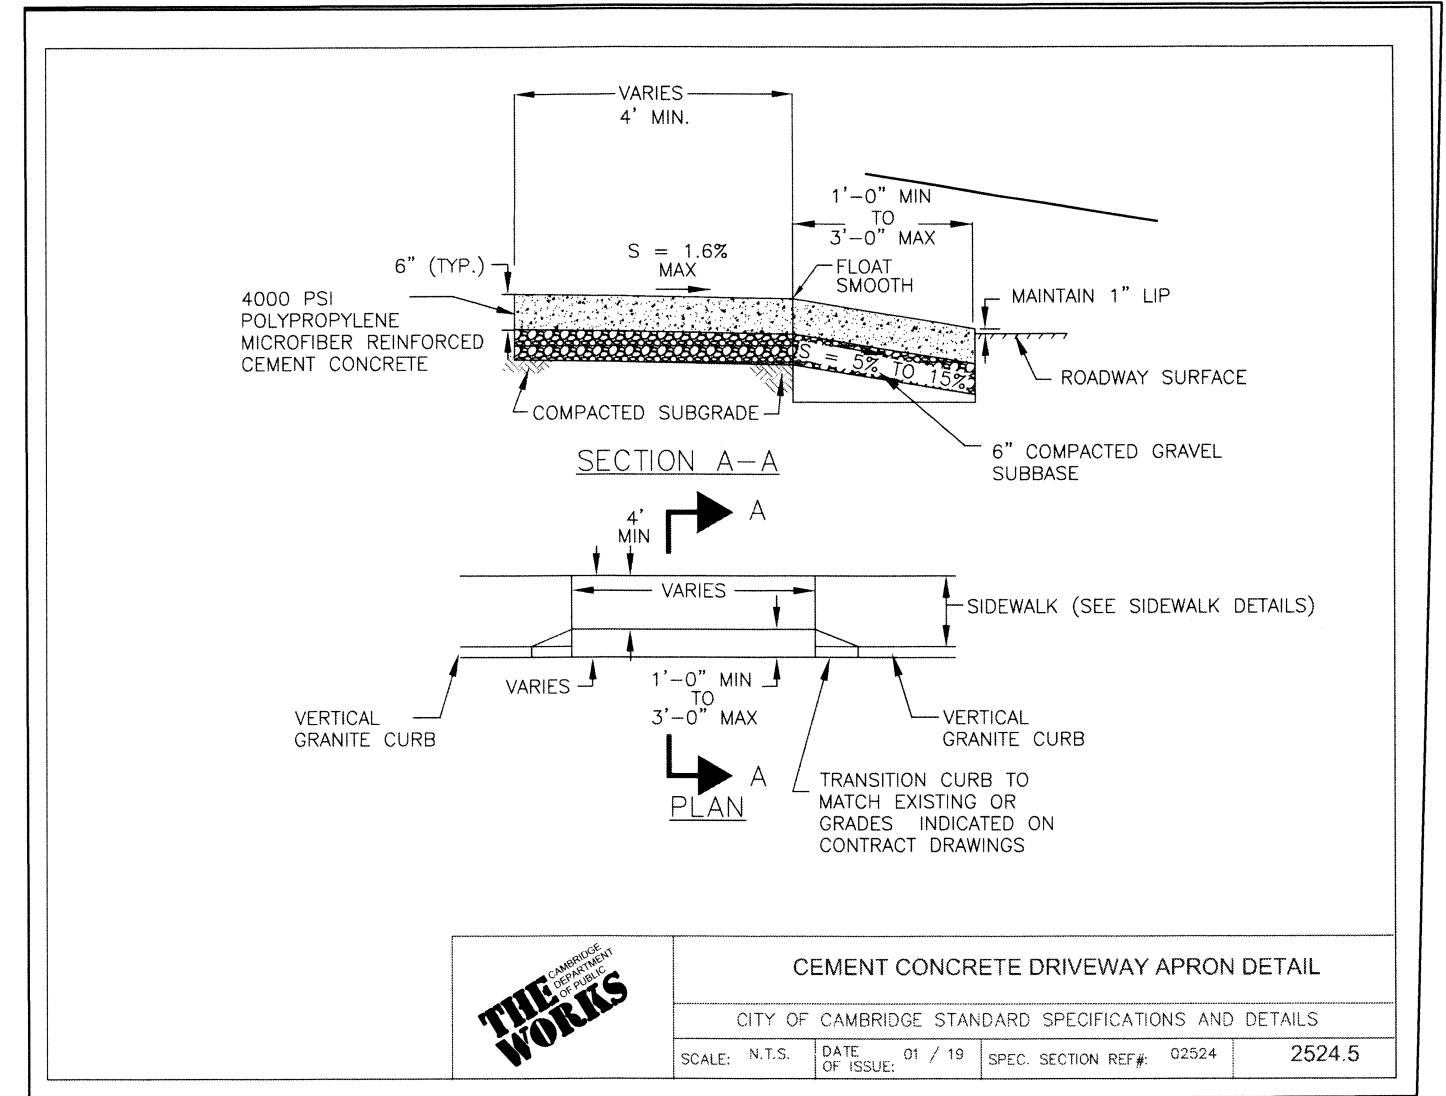 VARIES
4' MIN.
1'-0" MIN
TO
3'-0" MAX
S = 1.6%
MAX
6" (TYP.)
FLOAT
SMOOTH
4000 PSI
POLYPROPYLENE
MICROFIBER REINFORCED
CEMENT CONCRETE
MAINTAIN 1" LIP
S = 5% TO 15%
ROADWAY SURFACE
COMPACTED SUBGRADE
6" COMPACTED GRAVEL
SUBBASE
SECTION A-A
A
4'
MIN
VARIES
SIDEWALK (SEE SIDEWALK DETAILS)
VARIES
1'-0" MIN
TO
3'-0" MAX
VERTICAL
GRANITE CURB
VERTICAL
GRANITE CURB
A
PLAN
TRANSITION CURB TO
MATCH EXISTING OR
GRADES INDICATED ON
CONTRACT DRAWINGS
THE WORKS
CAMBRIDGE
DEPARTMENT
OF PUBLIC
CEMENT CONCRETE DRIVEWAY APRON DETAIL
CITY OF CAMBRIDGE STANDARD SPECIFICATIONS AND DETAILS
SCALE: N.T.S.
DATE OF ISSUE: 01 / 19
SPEC. SECTION REF#: 02524
2524.5